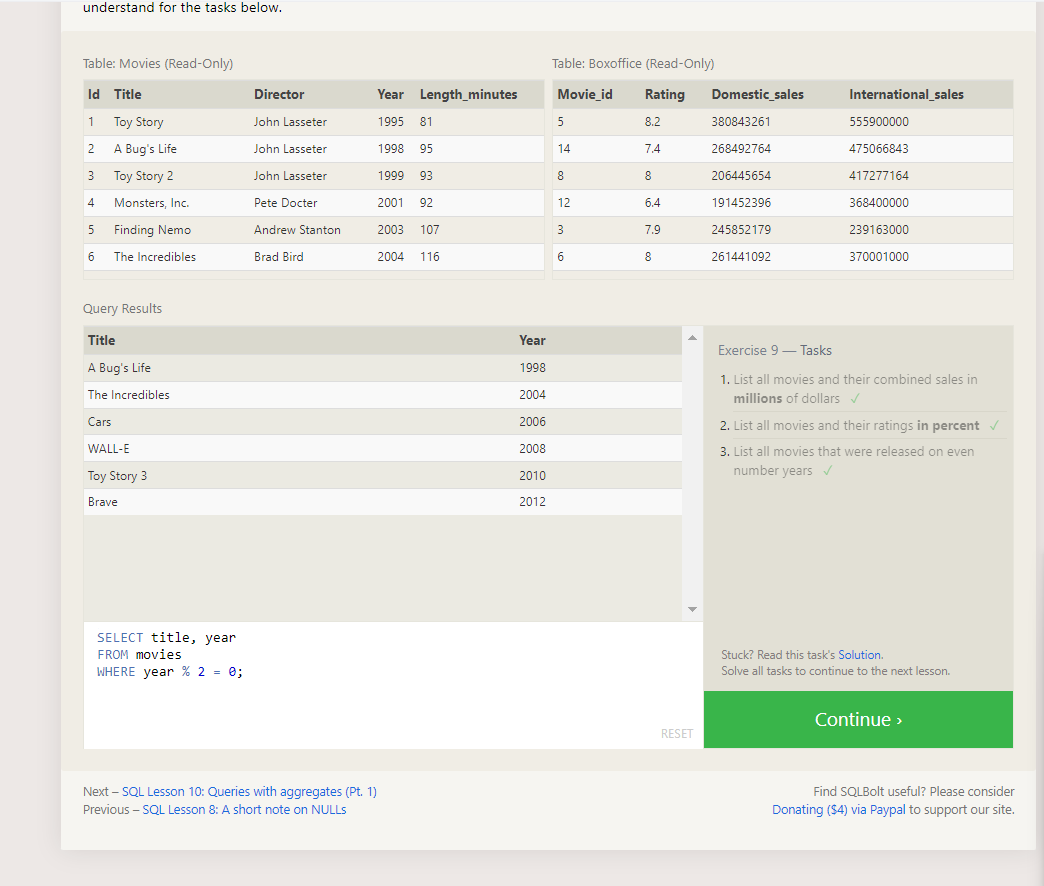 understand for the tasks below.
Table: Movies (Read-Only)
Id Title Director Year Length_minutes
1 Toy Story John Lasseter 1995 81
2 A Bug's Life John Lasseter 1998 95
3 Toy Story 2 John Lasseter 1999 93
4 Monsters, Inc. Pete Docter 2001 92
5 Finding Nemo Andrew Stanton 2003 107
6 The Incredibles Brad Bird 2004 116
Table: Boxoffice (Read-Only)
Movie_id Rating Domestic_sales International_sales
5 8.2 380843261 555900000
14 7.4 268492764 475066843
8 8 206445654 417277164
12 6.4 191452396 368400000
3 7.9 245852179 239163000
6 8 261441092 370001000
Query Results
Title Year
A Bug's Life 1998
The Incredibles 2004
Cars 2006
WALL-E 2008
Toy Story 3 2010
Brave 2012
SELECT title, year
FROM movies
WHERE year % 2 = 0;
RESET
Exercise 9 — Tasks
1. List all movies and their combined sales in
millions of dollars ✓
2. List all movies and their ratings in percent ✓
3. List all movies that were released on even
number years ✓
Stuck? Read this task's Solution.
Solve all tasks to continue to the next lesson.
Continue ›
Next – SQL Lesson 10: Queries with aggregates (Pt. 1)
Previous – SQL Lesson 8: A short note on NULLs
Find SQLBolt useful? Please consider
Donating ($4) via Paypal to support our site.